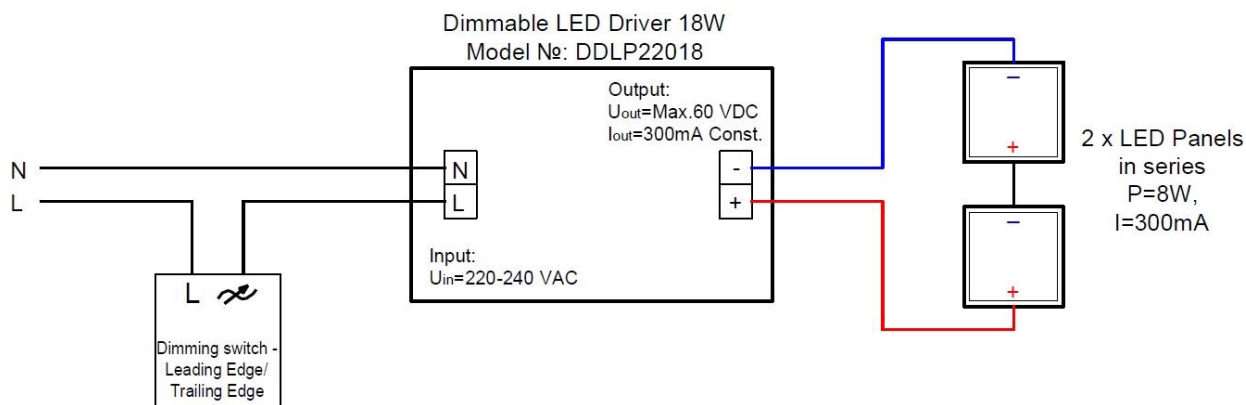 Dimmable LED Driver 18W
Model №: DDLP22018
Output:
Uout=Max.60 VDC
Iout=300mA Const.
N
L
N
L
-
+
Input:
Uin=220-240 VAC
L
Dimming switch -
Leading Edge/
Trailing Edge
−
+
−
+
2 x LED Panels
in series
P=8W,
I=300mA